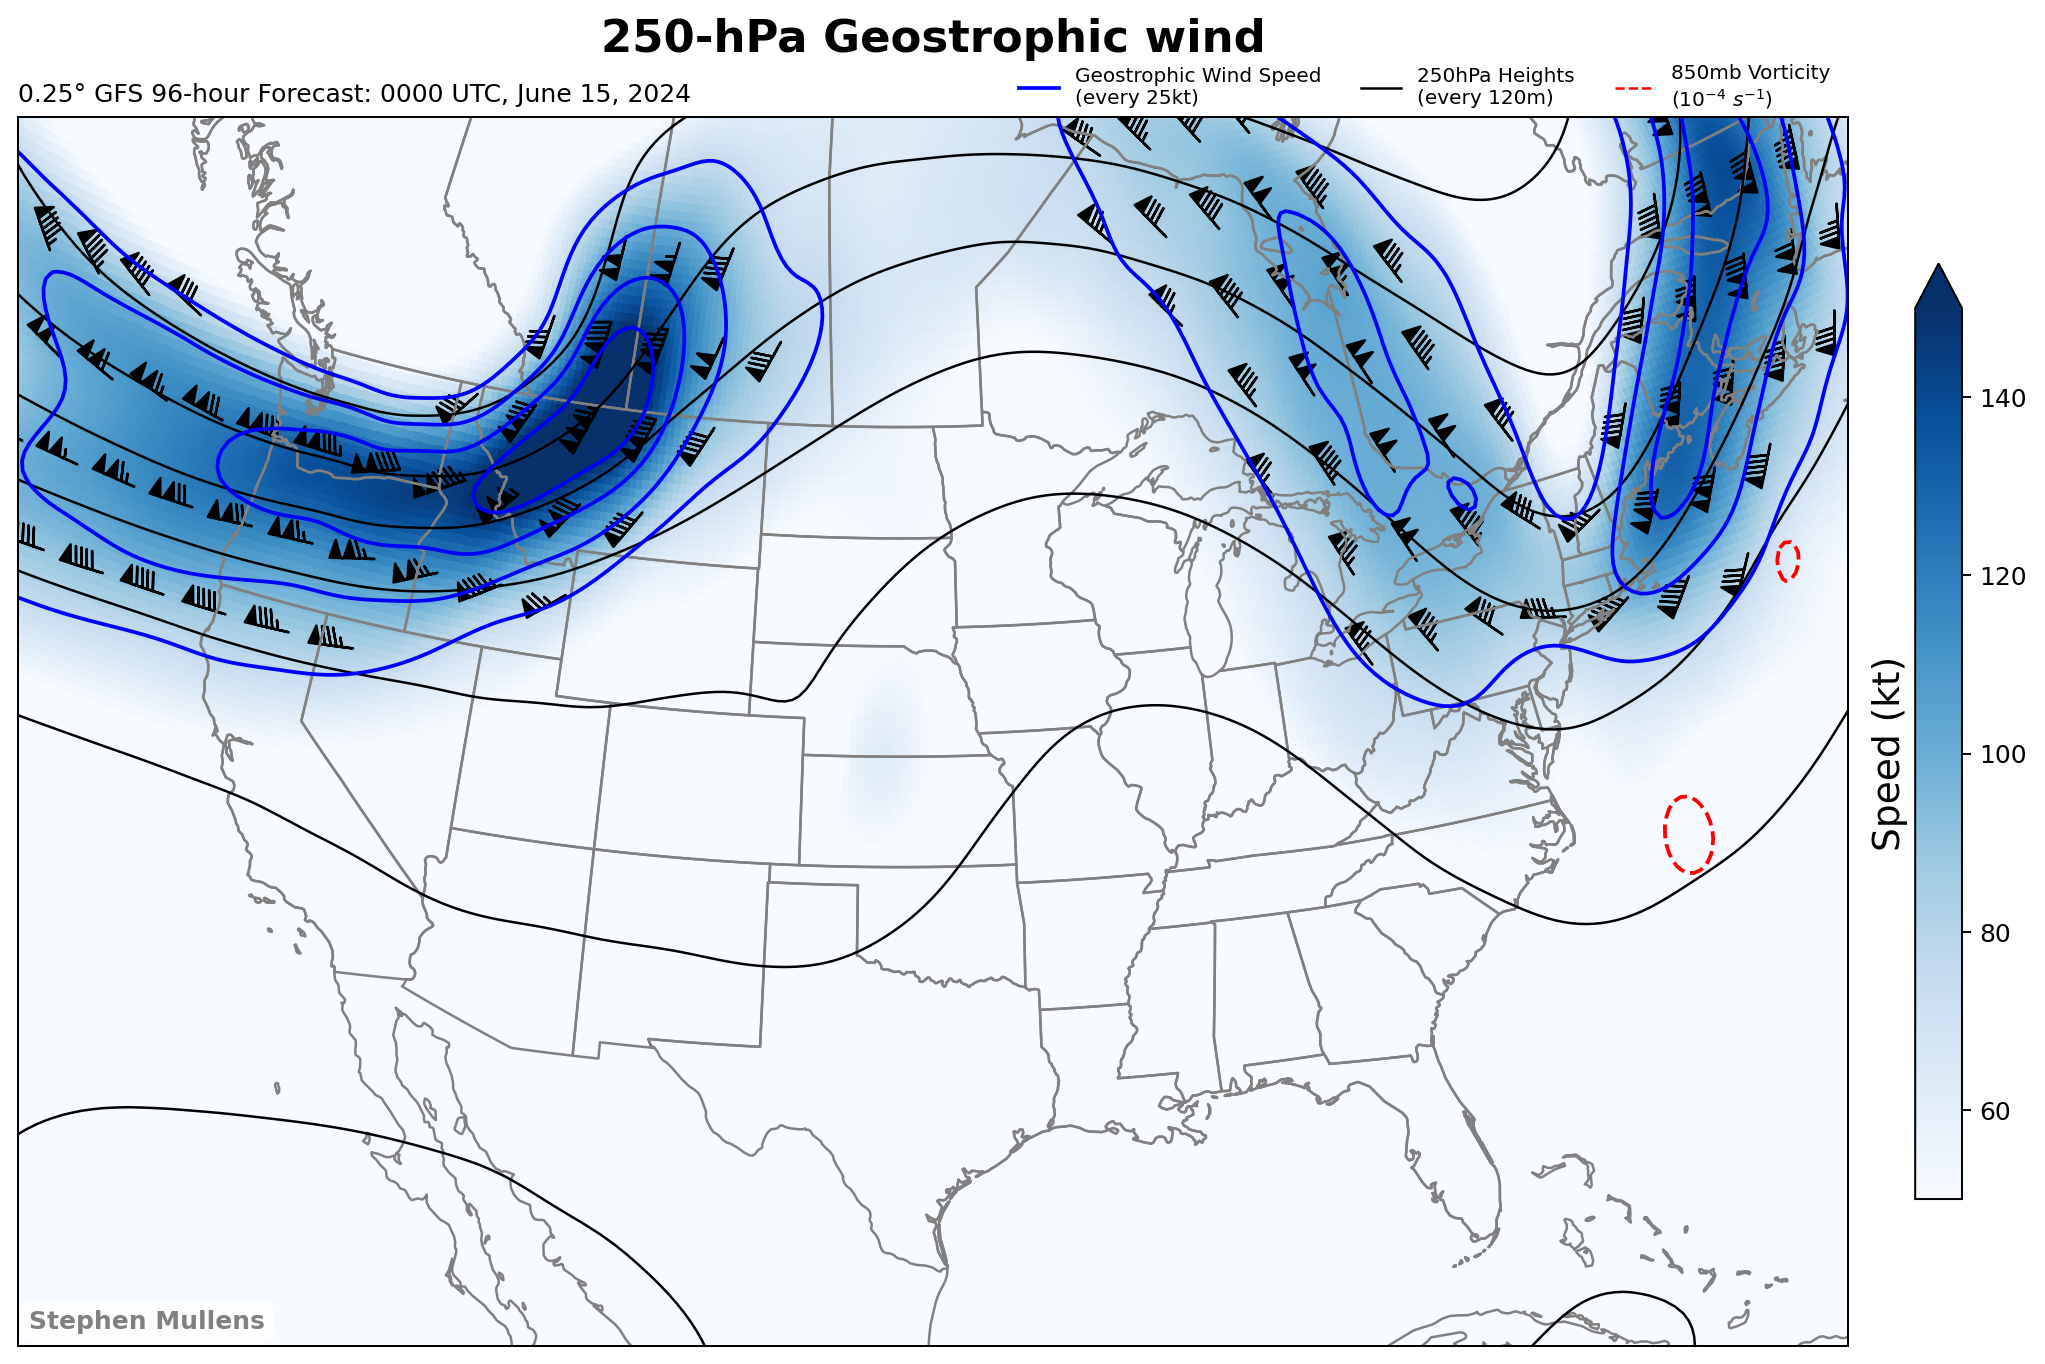 250-hPa Geostrophic wind
0.25° GFS 96-hour Forecast: 0000 UTC, June 15, 2024
Geostrophic Wind Speed
(every 25kt)
250hPa Heights
(every 120m)
850mb Vorticity
(10⁻⁴ s⁻¹)
140
120
100
80
60
Speed (kt)
Stephen Mullens